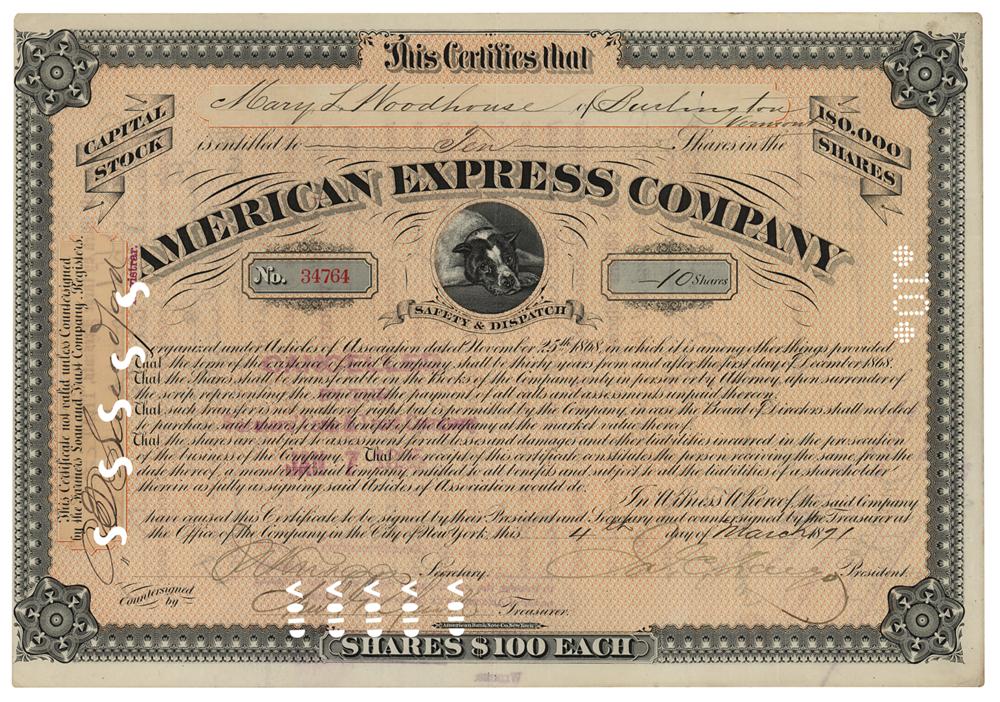 This Certifies that
Mary L. Woodhouse of Burlington
Vermont
is entitled to Ten Shares in the
CAPITAL STOCK
180.000 SHARES
AMERICAN EXPRESS COMPANY
No. 34764
10 Shares
SAFETY & DISPATCH
organized under Articles of Association dated November 25th 1868, in which it is among other things provided
That the term of the said Company shall be thirty years from and after the first day of December 1868.
That the Shares shall be transferable on the Books of the Company only in person or by Attorney, upon surrender of
the scrip representing the same and the payment of all calls and assessments unpaid thereon.
That such transfer is not made except as is permitted by the Company, in case the Board of Directors shall not elect
to purchase the same for the use of the Company at the market value thereof.
That the shares are subject to assessment for all losses and damages and other liabilities incurred in the prosecution
of the business of the Company. That the receipt of this certificate constitutes the person receiving the same from the
date thereof, a member, and entitled to all benefits and subject to all the liabilities of a shareholder
therein as fully as signing said Articles of Association would do.
In Witness Whereof, the said Company
have caused this Certificate to be signed by their President and Secretary and countersigned by the Treasurer at
the Office of the Company in the City of New York, this 4th day of March 1891
Secretary.
President.
Countersigned by
Treasurer.
American Bank Note Co. New York.
SHARES $100 EACH
This Certificate not valid unless Countersigned
by the Farmers Loan and Trust Company, Registers.
istrar.
CANCELLED
JAN 7